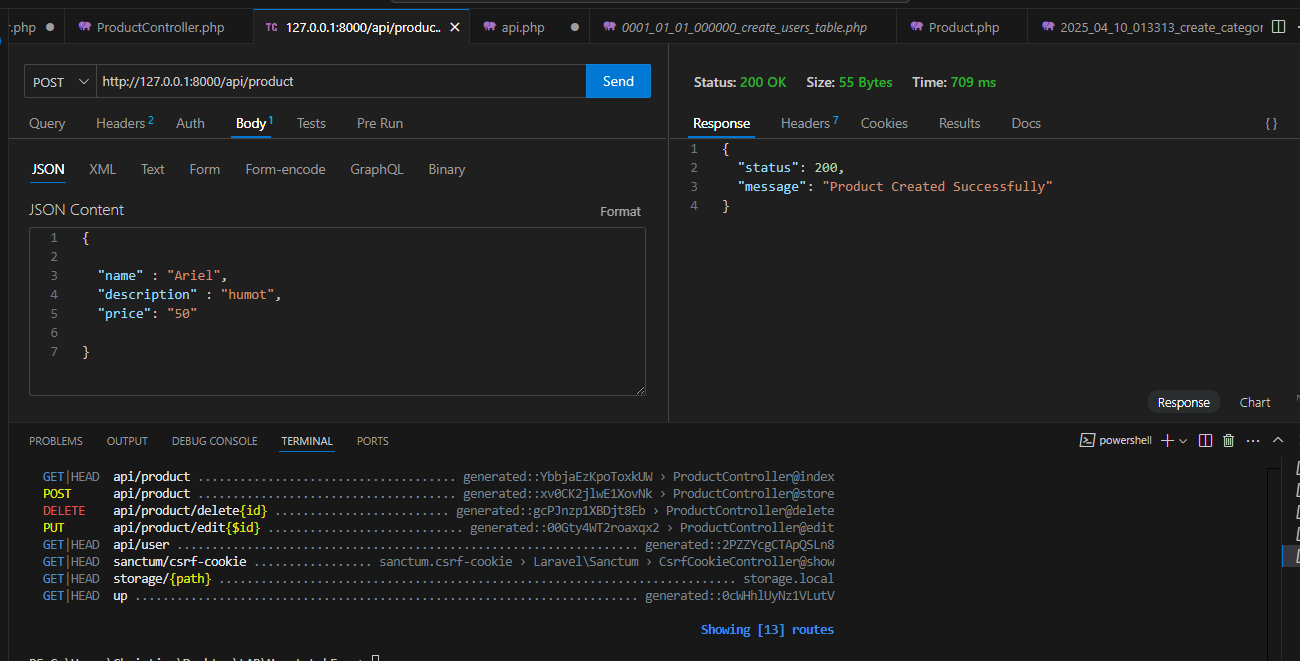 :.php ● ProductController.php TC 127.0.0.1:8000/api/produc.. × api.php ● 0001_01_01_000000_create_users_table.php Product.php 2025_04_10_013313_create_categor
POST http://127.0.0.1:8000/api/product Send
Status: 200 OK Size: 55 Bytes Time: 709 ms
Query Headers 2 Auth Body 1 Tests Pre Run
Response Headers 7 Cookies Results Docs { }
JSON XML Text Form Form-encode GraphQL Binary
JSON Content Format
1 {
2
3 "name" : "Ariel",
4 "description" : "humot",
5 "price": "50"
6
7 }
1 {
2 "status": 200,
3 "message": "Product Created Successfully"
4 }
Response Chart
PROBLEMS OUTPUT DEBUG CONSOLE TERMINAL PORTS powershell
GET|HEAD api/product .................................. generated::YbbjaEzKpoToxkUW › ProductController@index
POST api/product .................................. generated::xv0CK2jlwE1XovNk › ProductController@store
DELETE api/product/delete{id} ....................... generated::gcPJnzp1XBDjt8Eb › ProductController@delete
PUT api/product/edit{$id} .......................... generated::00Gty4WT2roaxqx2 › ProductController@edit
GET|HEAD api/user ............................................................. generated::2PZZYcgCTApQSLn8
GET|HEAD sanctum/csrf-cookie ................ sanctum.csrf-cookie › Laravel\Sanctum › CsrfCookieController@show
GET|HEAD storage/{path} ..................................................................... storage.local
GET|HEAD up .................................................................. generated::0cWHhlUyNz1VLutV
Showing [13] routes